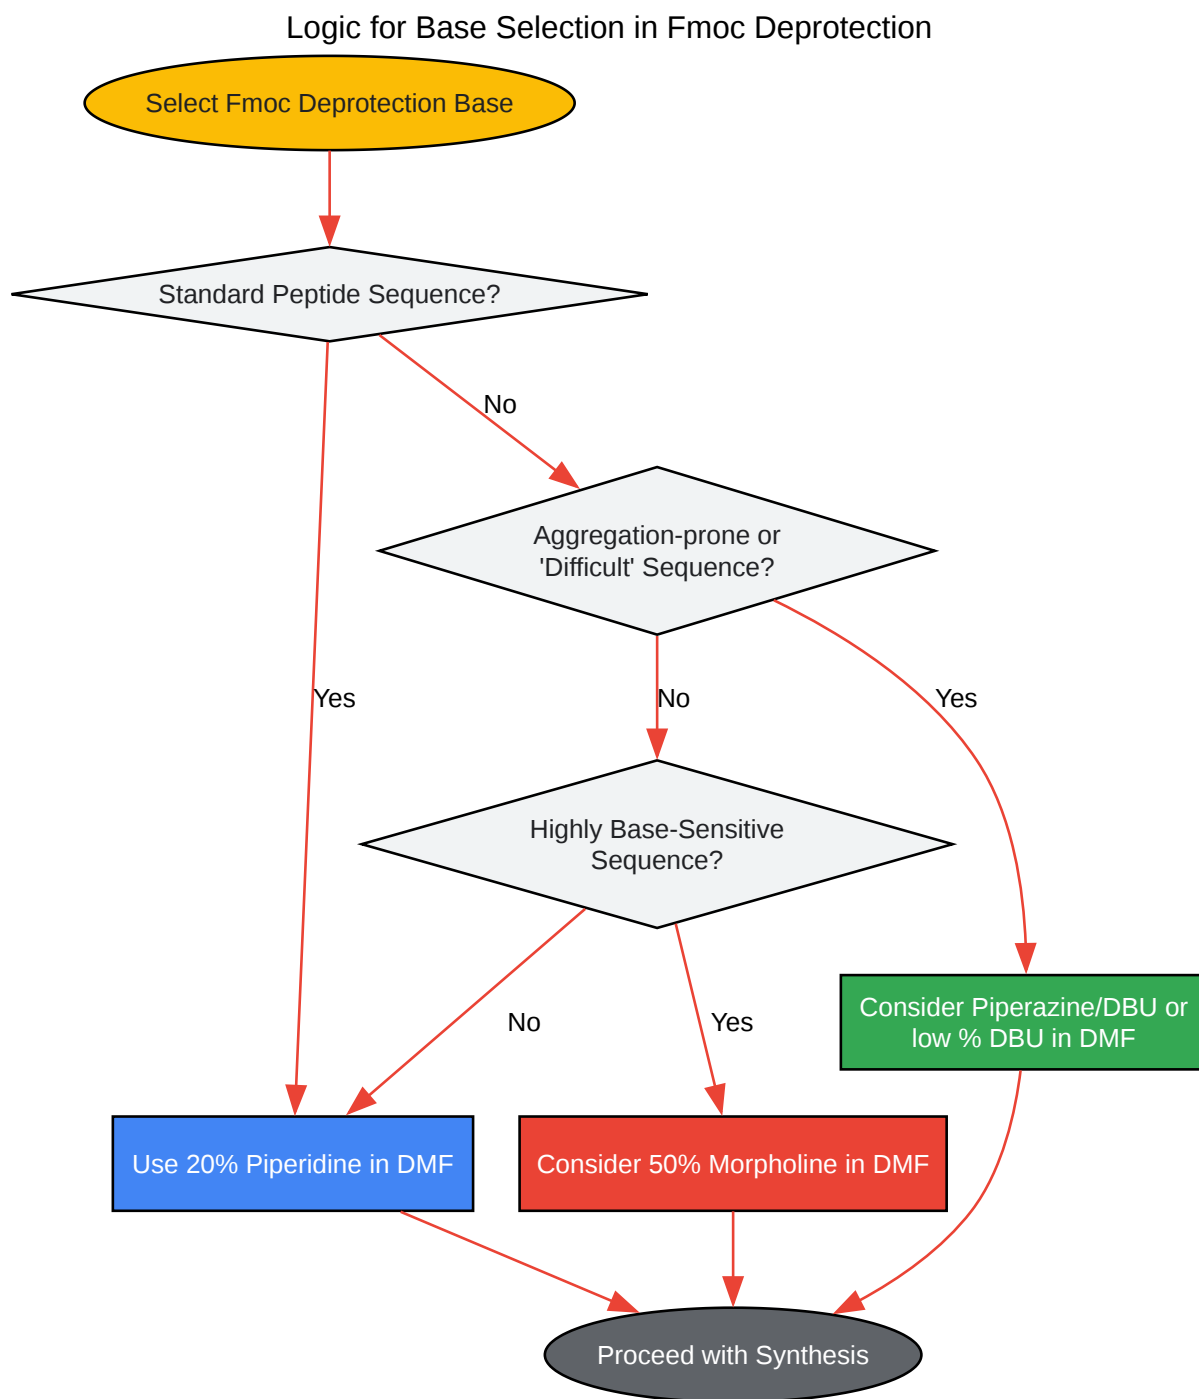 Logic for Base Selection in Fmoc Deprotection
Select Fmoc Deprotection Base
Standard Peptide Sequence?
No
Aggregation-prone or
'Difficult' Sequence?
Yes
No
Yes
Highly Base-Sensitive
Sequence?
Consider Piperazine/DBU or
low % DBU in DMF
No
Yes
Use 20% Piperidine in DMF
Consider 50% Morpholine in DMF
Proceed with Synthesis